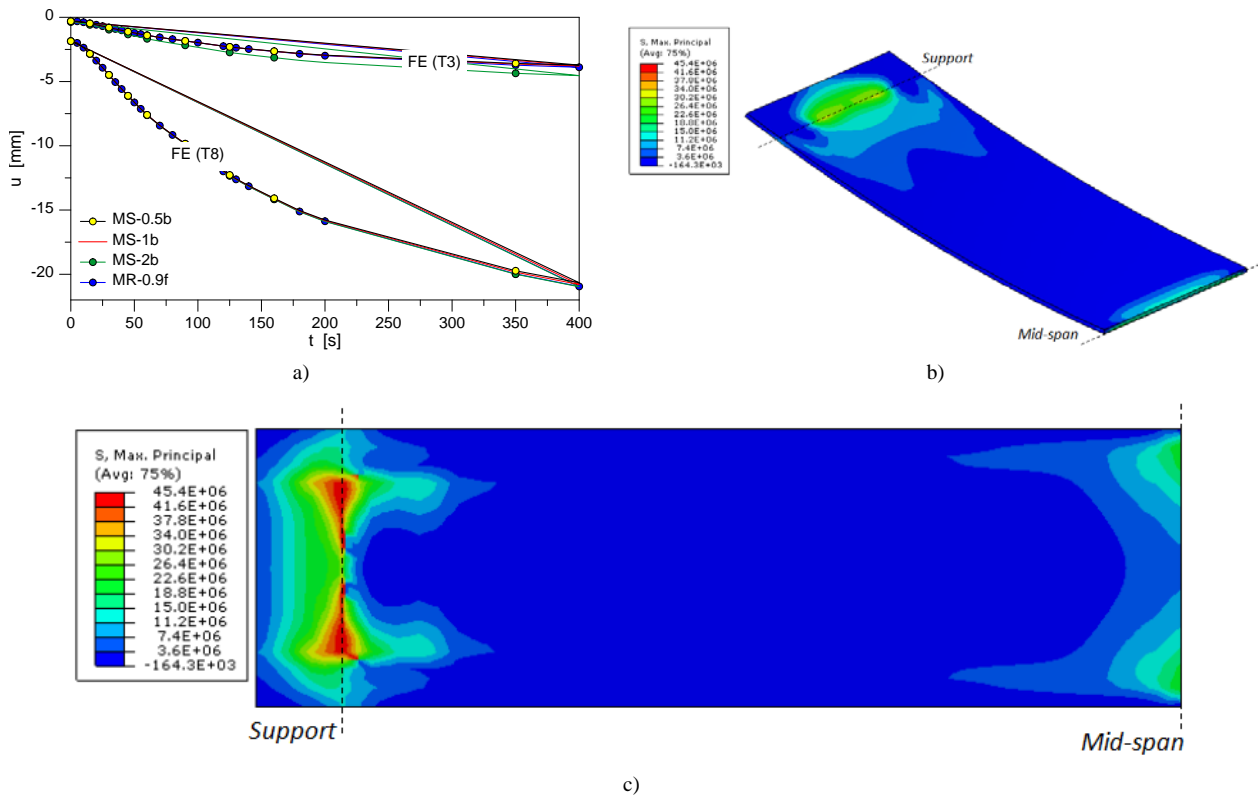 0
-5
-10
-15
-20
u [mm]
FE (T3)
FE (T8)
MS-0.5b
MS-1b
MS-2b
MR-0.9f
0 50 100 150 200 250 300 350 400
t [s]
a)
S, Max. Principal
(Avg: 75%)
45.4E+06
41.6E+06
37.8E+06
34.0E+06
30.2E+06
26.4E+06
22.6E+06
18.8E+06
15.0E+06
11.2E+06
7.4E+06
3.6E+06
-164.3E+03
Support
Mid-span
b)
S, Max. Principal
(Avg: 75%)
45.4E+06
41.6E+06
37.8E+06
34.0E+06
30.2E+06
26.4E+06
22.6E+06
18.8E+06
15.0E+06
11.2E+06
7.4E+06
3.6E+06
-164.3E+03
Support
Mid-span
c)